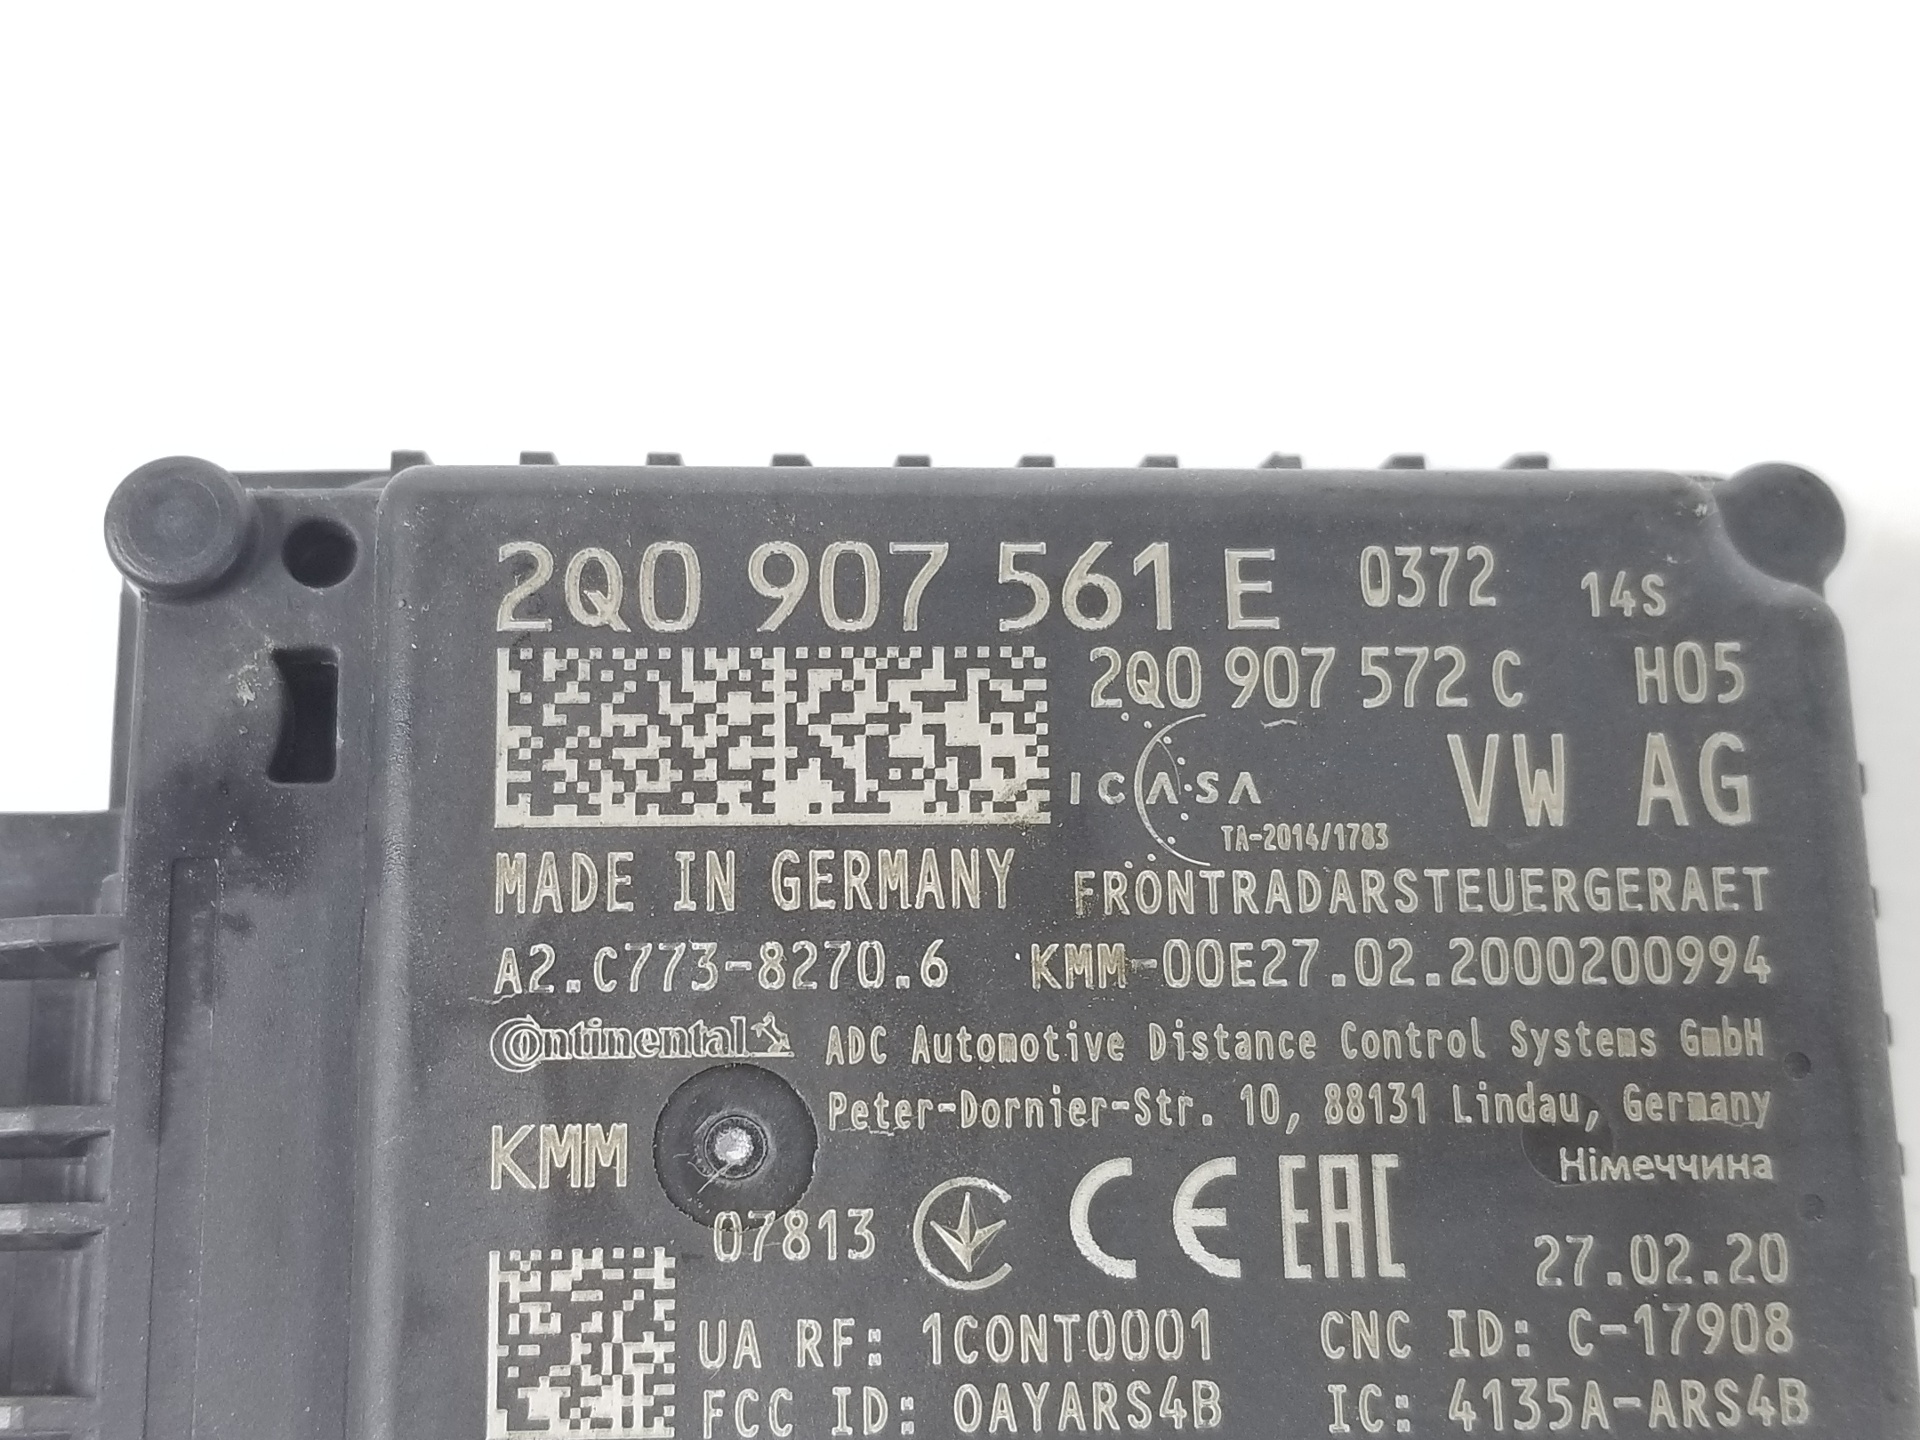 2Q0 907 561 E 0372 14S
2Q0 907 572 C H05
ICASA VW AG
TA-2014/1783
MADE IN GERMANY FRONTRADARSTEUERGERAET
A2.C773-8270.6 KMM-00E27.02.2000200994
Continental ADC Automotive Distance Control Systems GmbH
Peter-Dornier-Str. 10, 88131 Lindau, Germany
KMM Німеччина
07813 CE EAC 27.02.20
UA RF: 1CONT0001 CNC ID: C-17908
FCC ID: OAYARS4B IC: 4135A-ARS4B